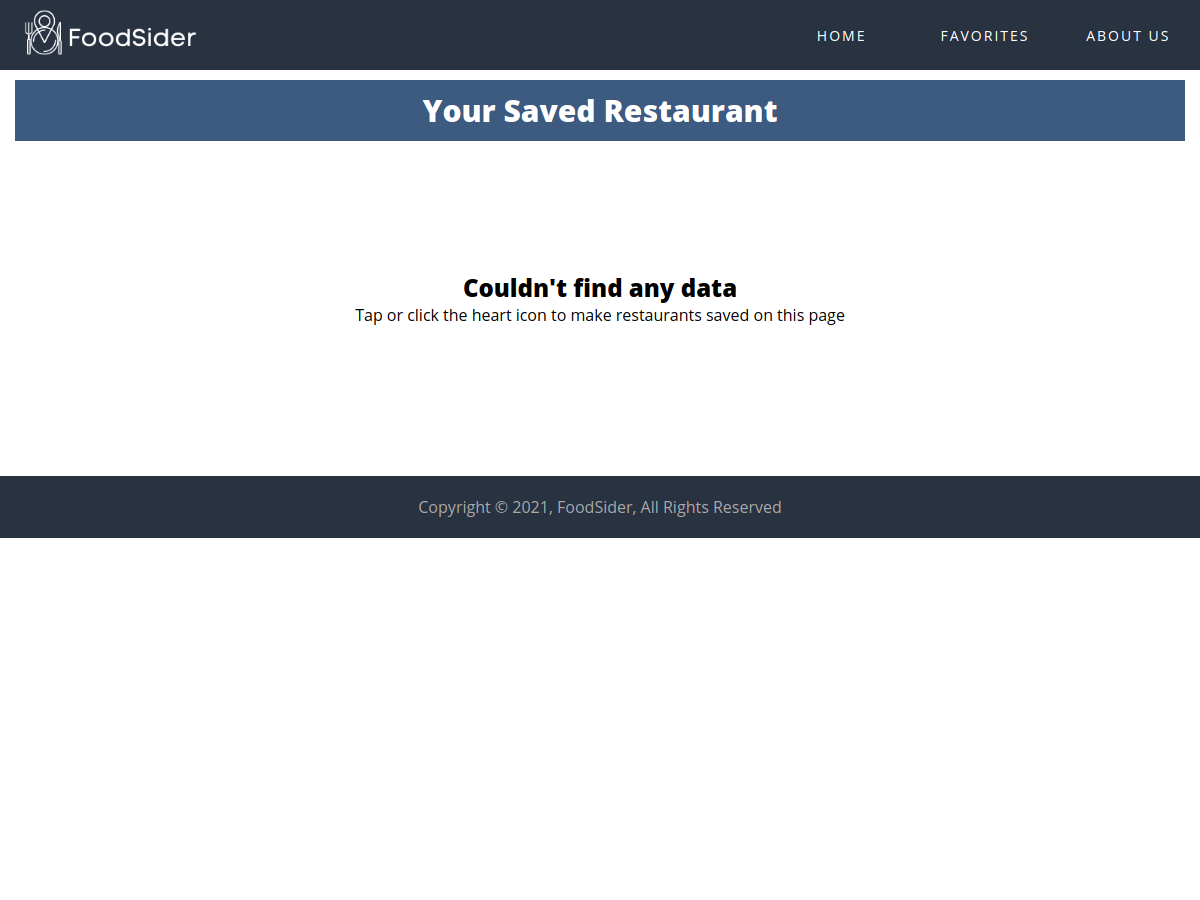 FoodSider
HOME FAVORITES ABOUT US
Your Saved Restaurant
Couldn't find any data
Tap or click the heart icon to make restaurants saved on this page
Copyright © 2021, FoodSider, All Rights Reserved